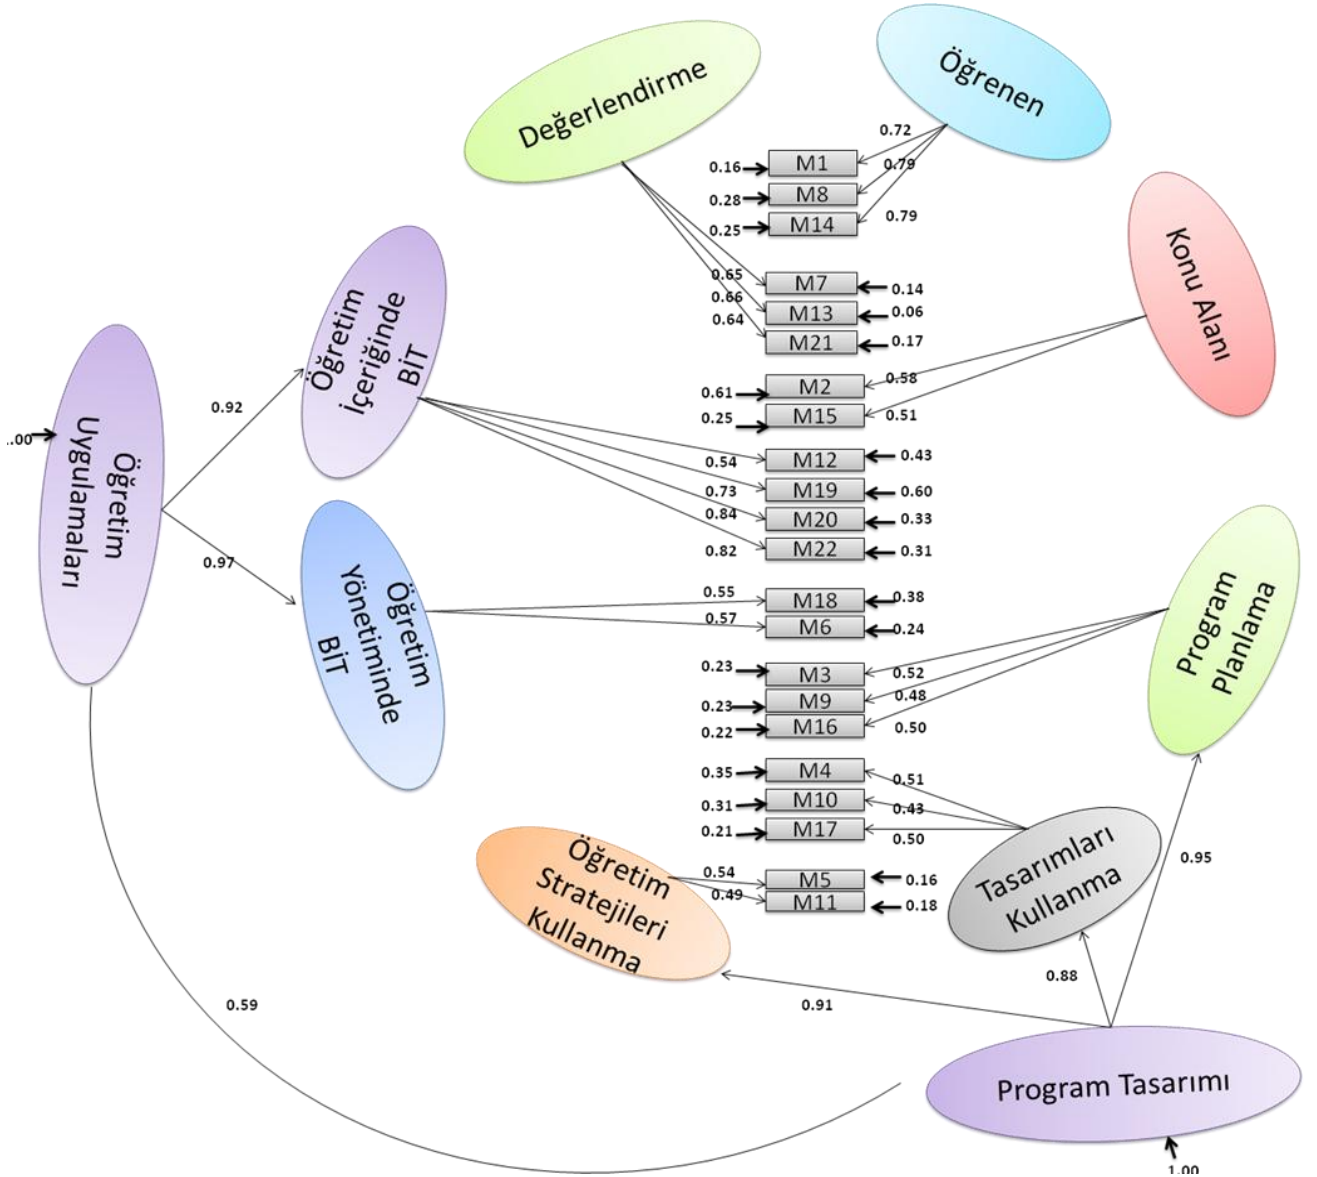 Değerlendirme
Öğrenen
0.72
0.16 M1 0.79
0.28 M8
0.25 M14 0.79
Konu Alanı
0.65 M7 0.14
0.66 M13 0.06
0.64 M21 0.17
0.61 M2 0.58
0.25 M15 0.51
Öğretim
İçeriğinde
BİT
0.92
.00
Öğretim
Uygulamaları
0.54 M12 0.43
0.73 M19 0.60
0.84 M20 0.33
0.82 M22 0.31
0.97
Öğretim
Yönetiminde
BİT
0.55 M18 0.38
0.57 M6 0.24
Program
Planlama
0.23 M3 0.52
0.23 M9 0.48
0.22 M16 0.50
0.35 M4 0.51
0.31 M10 0.43
0.21 M17 0.50
Tasarımları
Kullanma
0.95
Öğretim
Stratejileri
Kullanma
0.54 M5 0.16
0.49 M11 0.18
0.88
0.91
0.59
Program Tasarımı
1.00